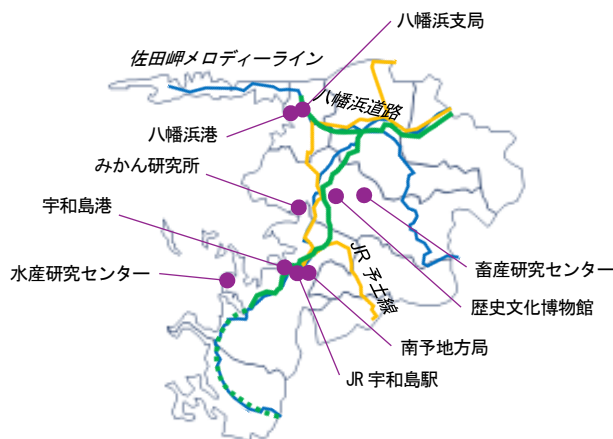 八幡浜支局
佐田岬メロディーライン
八幡浜道路
八幡浜港
みかん研究所
宇和島港
水産研究センター
JR 予土線
畜産研究センター
歴史文化博物館
南予地方局
JR 宇和島駅